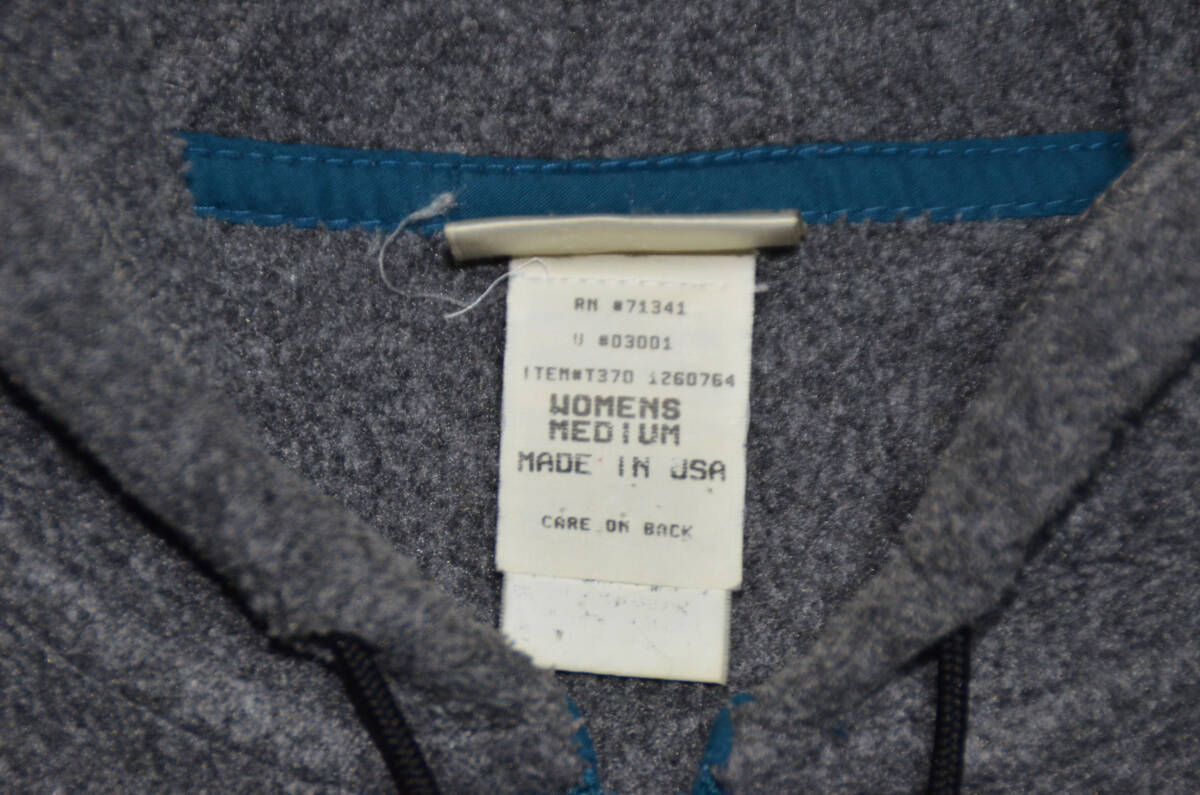 RN #71341
U #03001
ITEM#T370 1260764
WOMENS
MEDIUM
MADE IN USA
CARE ON BACK